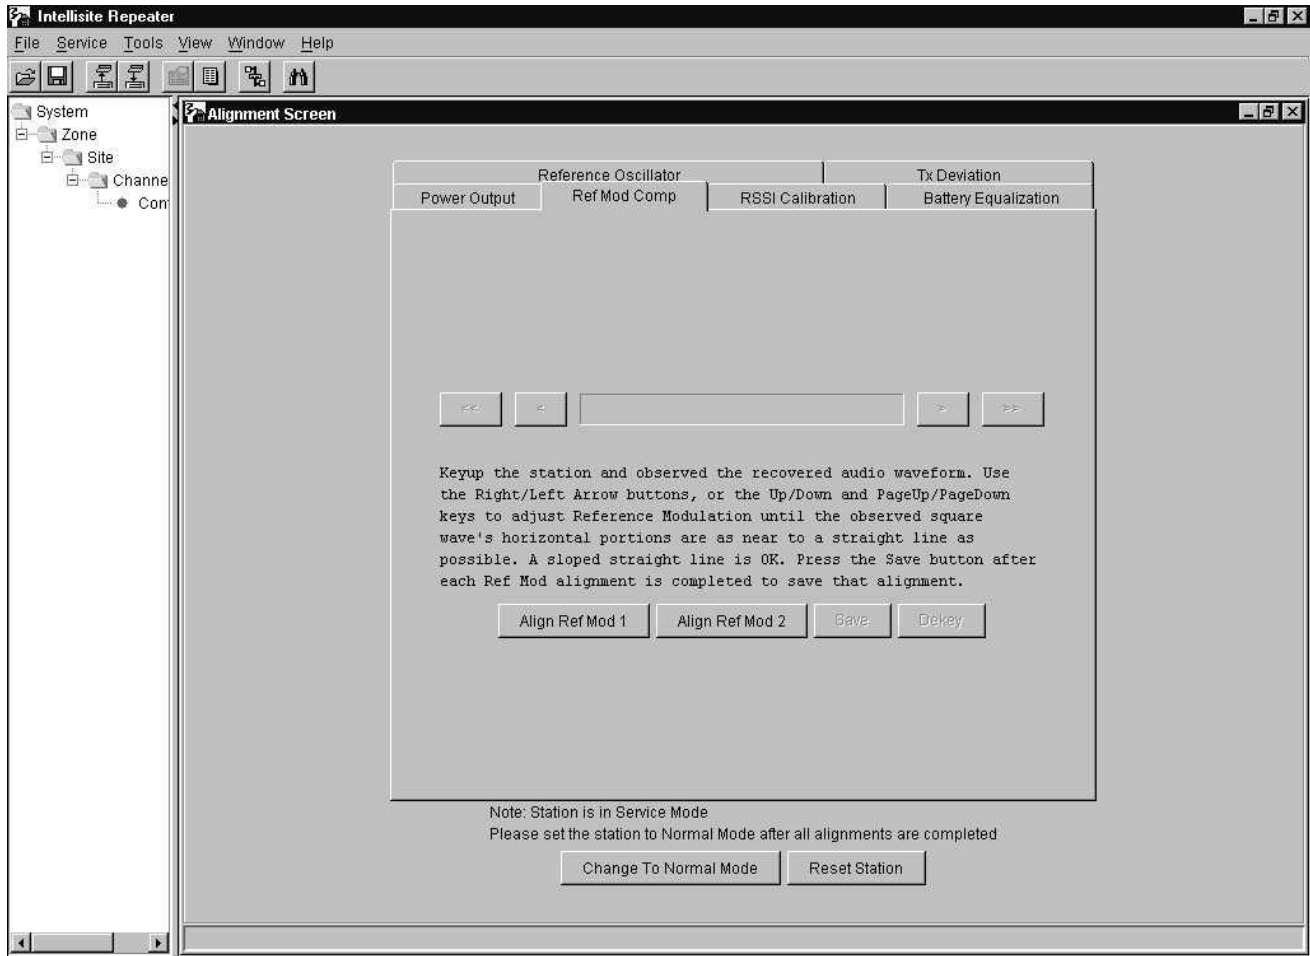 Intellisite Repeater
File Service Tools View Window Help
System
Zone
Site
Channe
Con
Alignment Screen
Reference Oscillator Tx Deviation
Power Output Ref Mod Comp RSSI Calibration Battery Equalization
<< < > >>
Keyup the station and observed the recovered audio waveform. Use
the Right/Left Arrow buttons, or the Up/Down and PageUp/PageDown
keys to adjust Reference Modulation until the observed square
wave's horizontal portions are as near to a straight line as
possible. A sloped straight line is OK. Press the Save button after
each Ref Mod alignment is completed to save that alignment.
Align Ref Mod 1 Align Ref Mod 2 Save Dekey
Note: Station is in Service Mode
Please set the station to Normal Mode after all alignments are completed
Change To Normal Mode Reset Station